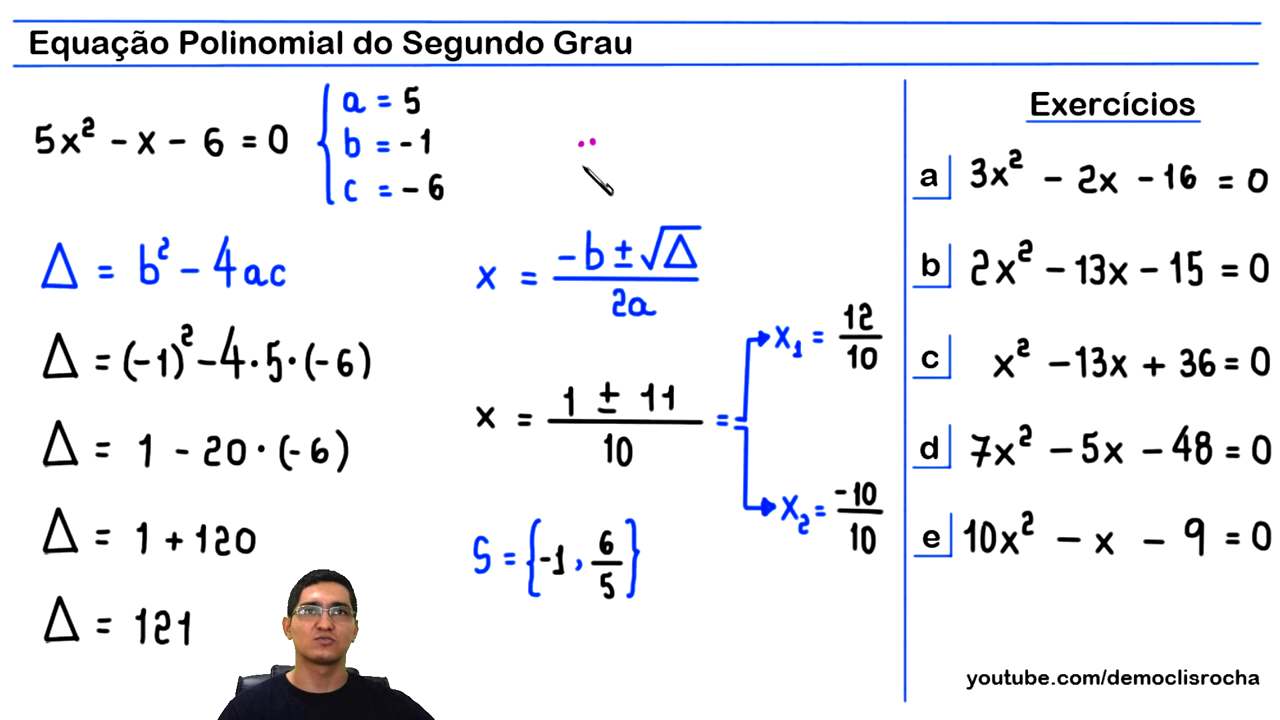 Equação Polinomial do Segundo Grau
5x² - x - 6 = 0
a = 5
b = -1
c = -6
Δ = b² - 4ac
Δ = (-1)² - 4 · 5 · (-6)
Δ = 1 - 20 · (-6)
Δ = 1 + 120
Δ = 121
x = (-b ± √Δ) / 2a
x = (1 ± 11) / 10 =
x₁ = 12/10
x₂ = -10/10
S = {-1, 6/5}
Exercícios
a 3x² - 2x - 16 = 0
b 2x² - 13x - 15 = 0
c x² - 13x + 36 = 0
d 7x² - 5x - 48 = 0
e 10x² - x - 9 = 0
youtube.com/democlisrocha